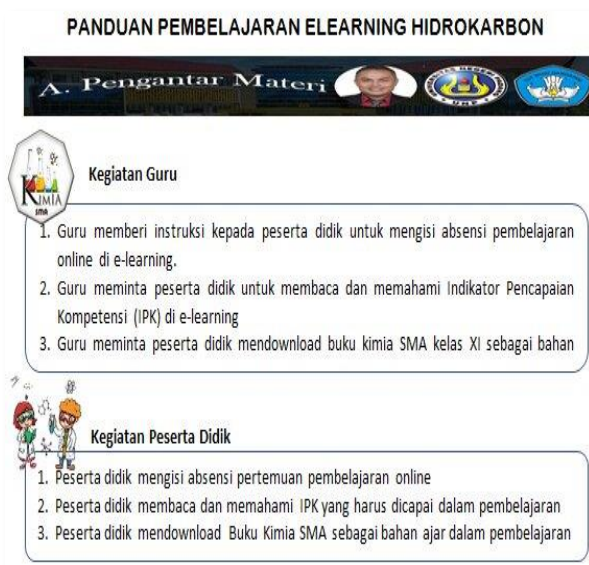 PANDUAN PEMBELAJARAN ELEARNING HIDROKARBON
A. Pengantar Materi
KIMIA
SMA
Kegiatan Guru
1. Guru memberi instruksi kepada peserta didik untuk mengisi absensi pembelajaran
online di e-learning.
2. Guru meminta peserta didik untuk membaca dan memahami Indikator Pencapaian
Kompetensi (IPK) di e-learning
3. Guru meminta peserta didik mendownload buku kimia SMA kelas XI sebagai bahan
Kegiatan Peserta Didik
1. Peserta didik mengisi absensi pertemuan pembelajaran online
2. Peserta didik membaca dan memahami IPK yang harus dicapai dalam pembelajaran
3. Peserta didik mendownload Buku Kimia SMA sebagai bahan ajar dalam pembelajaran